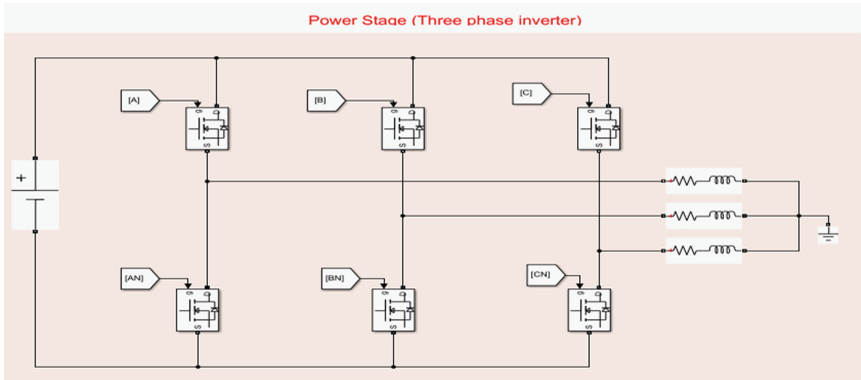 Power Stage (Three phase inverter)
[A]
[B]
[C]
g D
g D
g D
S
S
S
+
+
+
+
[AN]
[BN]
[CN]
g D
g D
g D
S
S
S